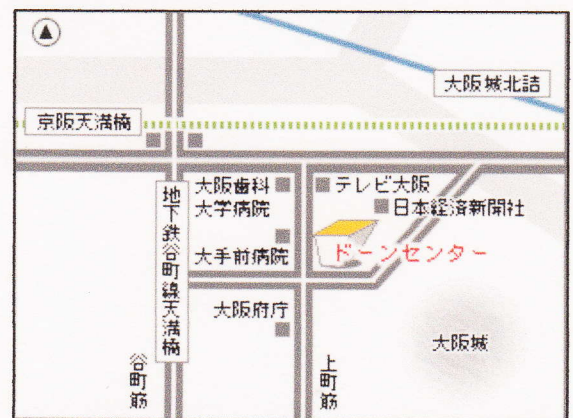 大阪城北詰
京阪天満橋
大阪歯科
大学病院
テレビ大阪
日本経済新聞社
地下鉄谷町線天満橋
大手前病院
ドーンセンター
大阪府庁
大阪城
谷町筋
上町筋